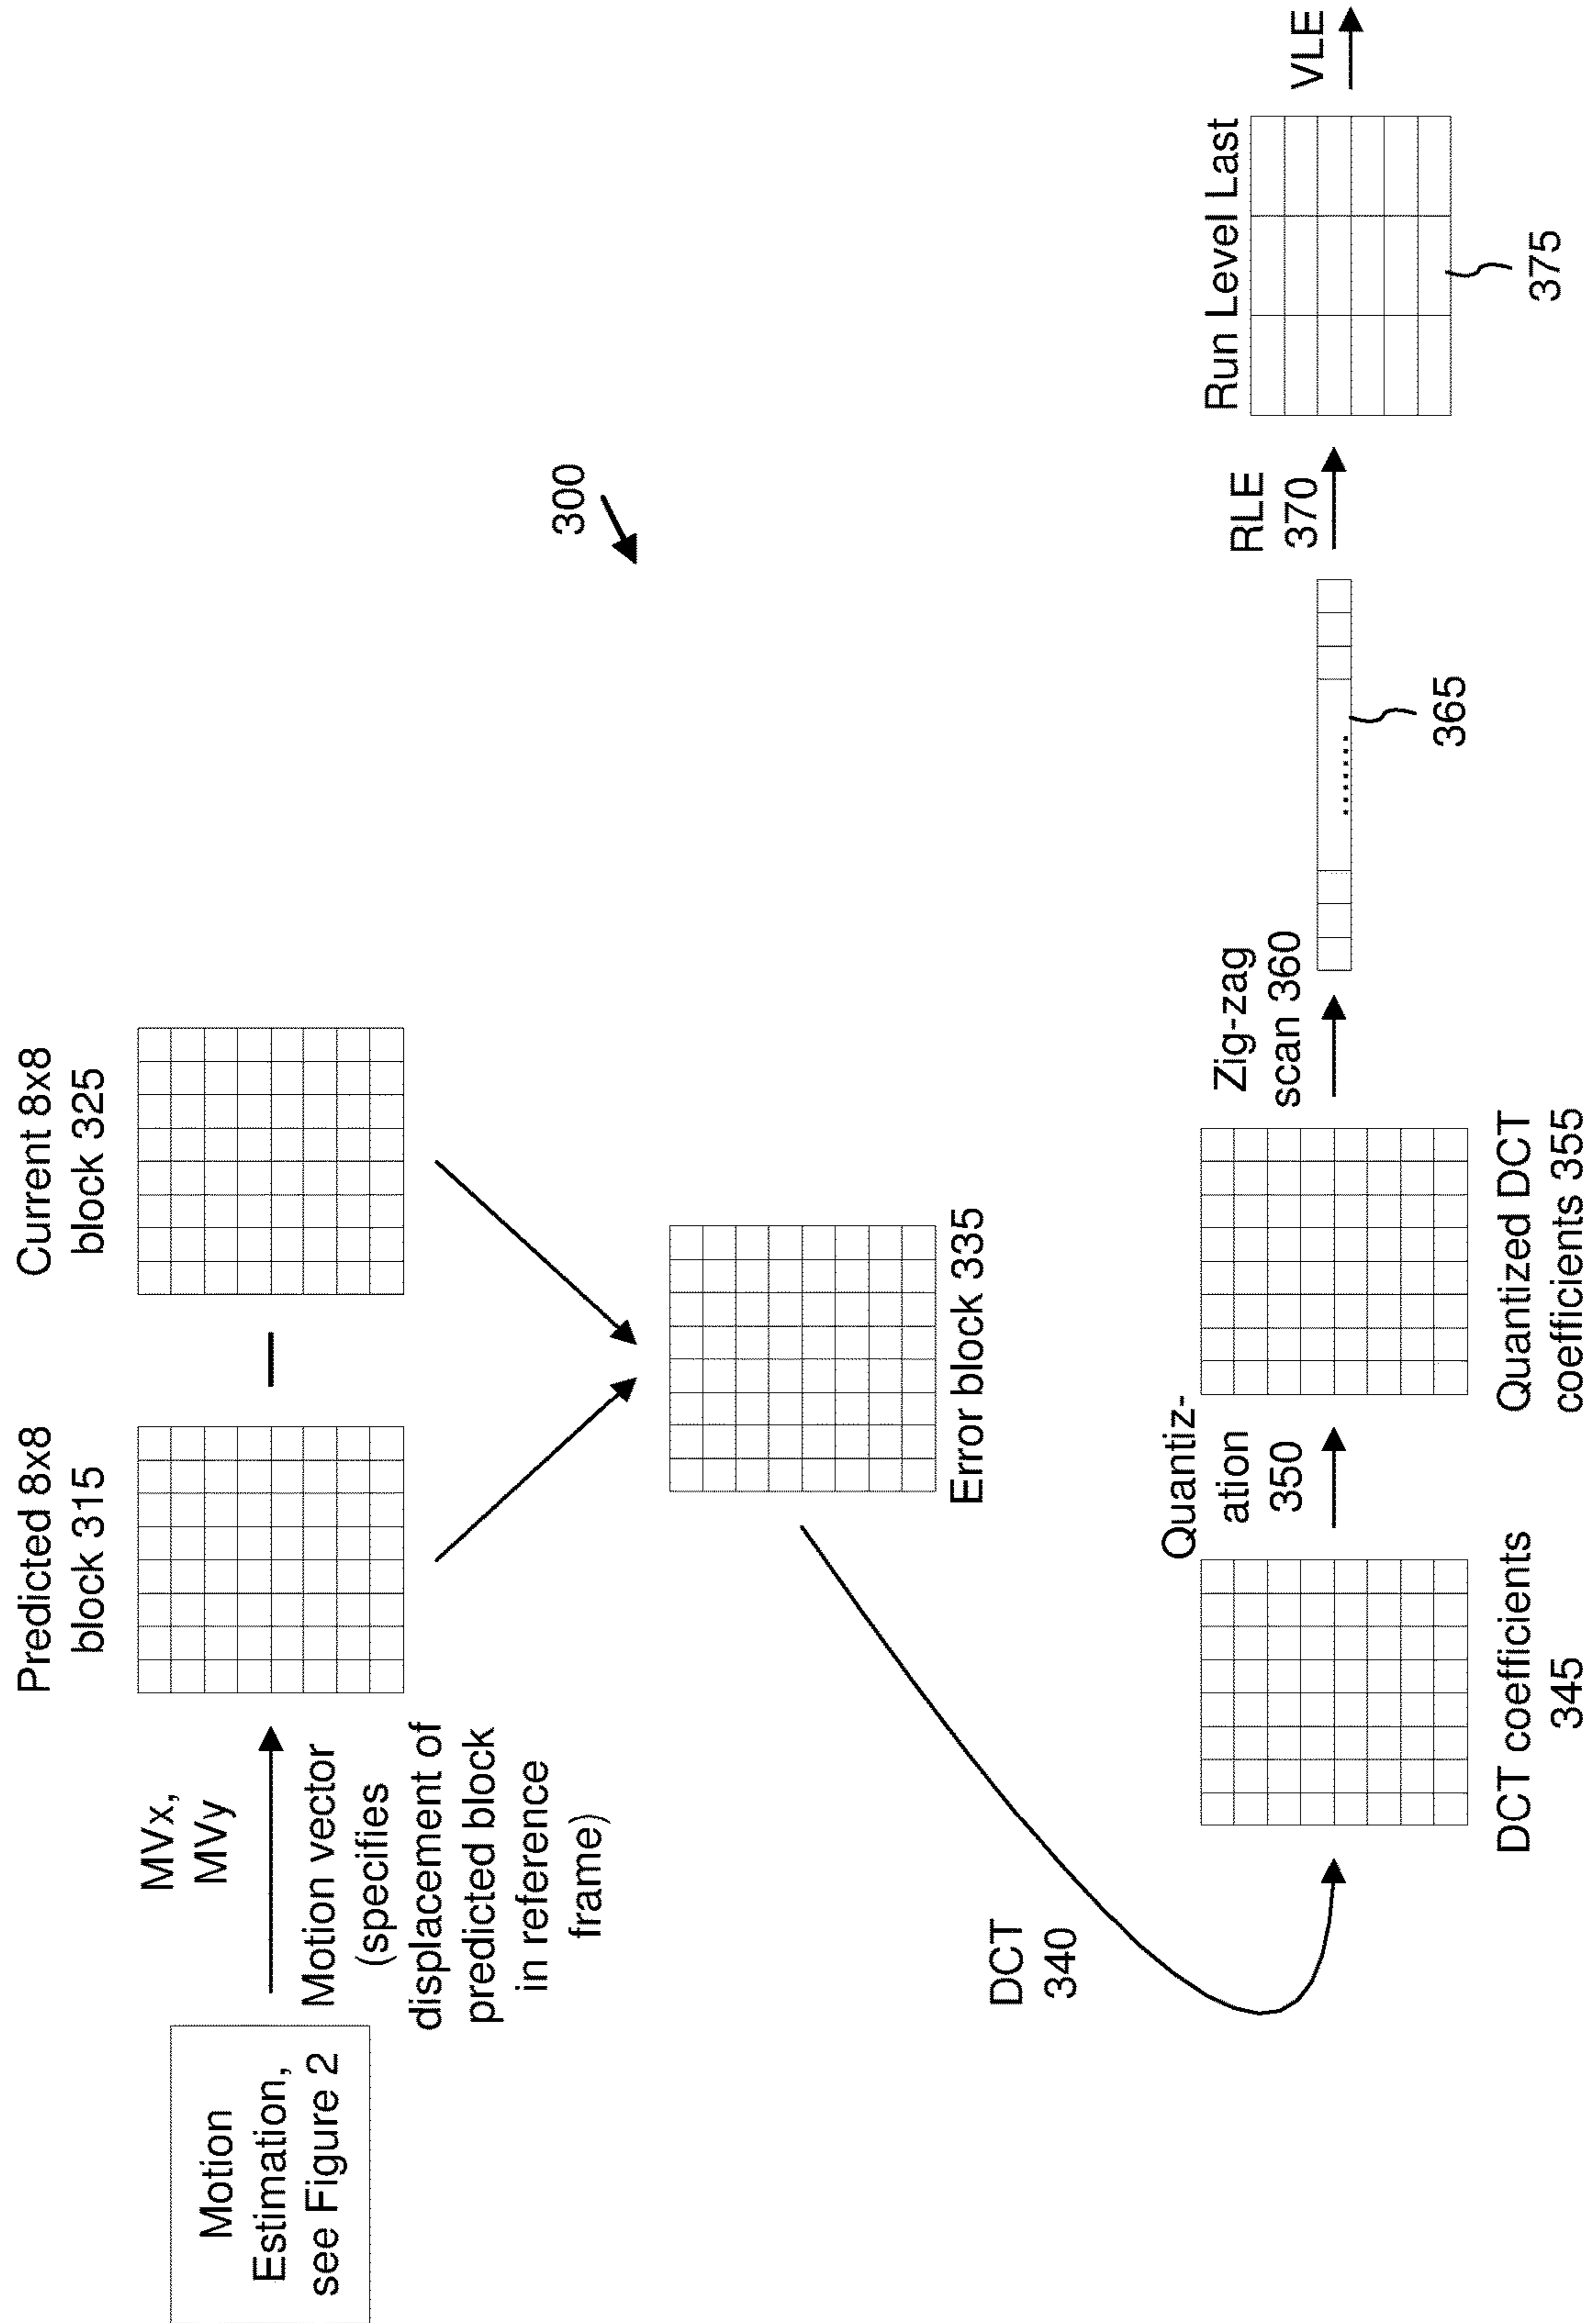 Motion
Estimation,
see Figure 2
MVx,
MVy
Motion vector
(specifies
displacement of
predicted block
in reference
frame)
Predicted 8x8
block 315
Current 8x8
block 325
300
Error block 335
DCT
340
DCT coefficients
345
Quantiz-
ation
350
Quantized DCT
coefficients 355
Zig-zag
scan 360
365
RLE
370
Run Level Last
375
VLE